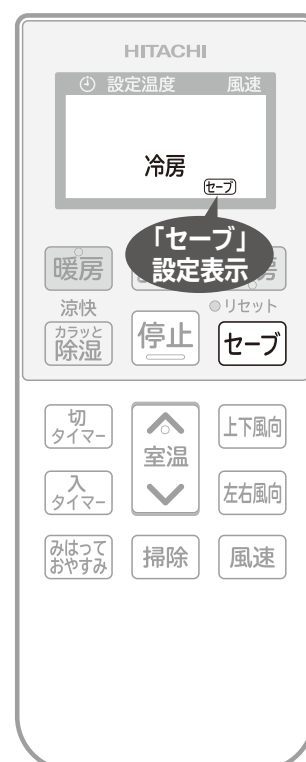 HITACHI
設定温度 風速
冷房
セーブ
「セーブ」
設定表示
暖房
房
涼快
リセット
カラッと
除湿
停止
セーブ
切
タイマー
室温
上下風向
入
タイマー
左右風向
みはって
おやすみ
掃除
風速